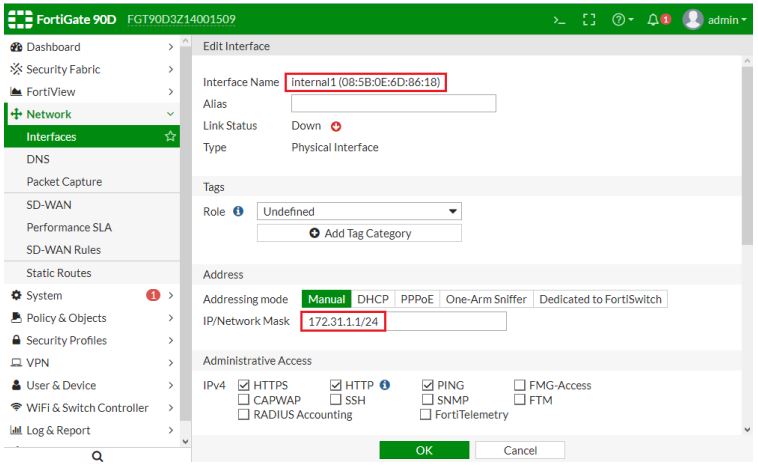 FortiGate 90D FGT90D3Z14001509
>_ admin
1
Dashboard
Security Fabric
FortiView
Network
Interfaces
DNS
Packet Capture
SD-WAN
Performance SLA
SD-WAN Rules
Static Routes
System 1
Policy & Objects
Security Profiles
VPN
User & Device
WiFi & Switch Controller
Log & Report
Edit Interface
Interface Name internal1 (08:5B:0E:6D:86:18)
Alias
Link Status Down
Type Physical Interface
Tags
Role Undefined
Add Tag Category
Address
Addressing mode Manual DHCP PPPoE One-Arm Sniffer Dedicated to FortiSwitch
IP/Network Mask 172.31.1.1/24
Administrative Access
IPv4 HTTPS HTTP PING FMG-Access
CAPWAP SSH SNMP FTM
RADIUS Accounting FortiTelemetry
OK Cancel